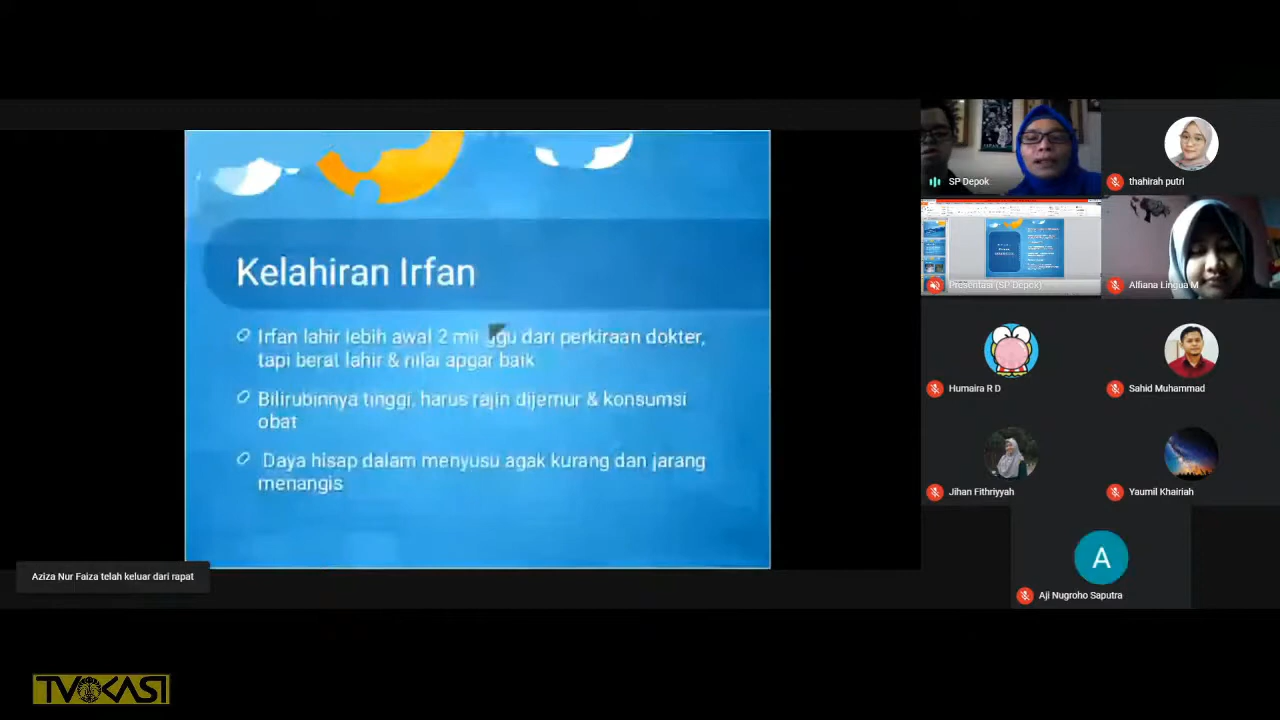 Kelahiran Irfan
Irfan lahir lebih awal 2 minggu dari perkiraan dokter,
tapi berat lahir & nilai apgar baik
Bilirubinnya tinggi, harus rajin dijemur & konsumsi
obat
Daya hisap dalam menyusu agak kurang dan jarang
menangis
SP Depok
thahirah putri
Presentasi (SP Depok)
Alfiana Lingua M
Humaira R D
Sahid Muhammad
Jihan Fithriyyah
Yaumil Khairiah
A
Aji Nugroho Saputra
Aziza Nur Faiza telah keluar dari rapat
TVOKASI